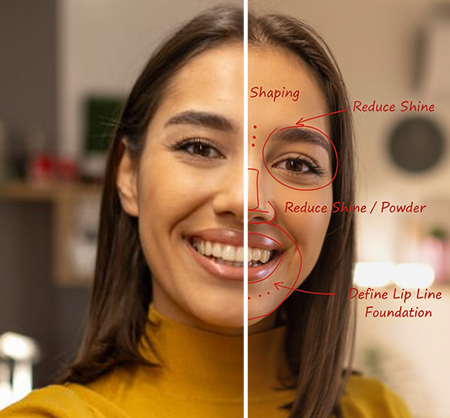 Shaping
Reduce Shine
Reduce Shine / Powder
Define Lip Line
Foundation